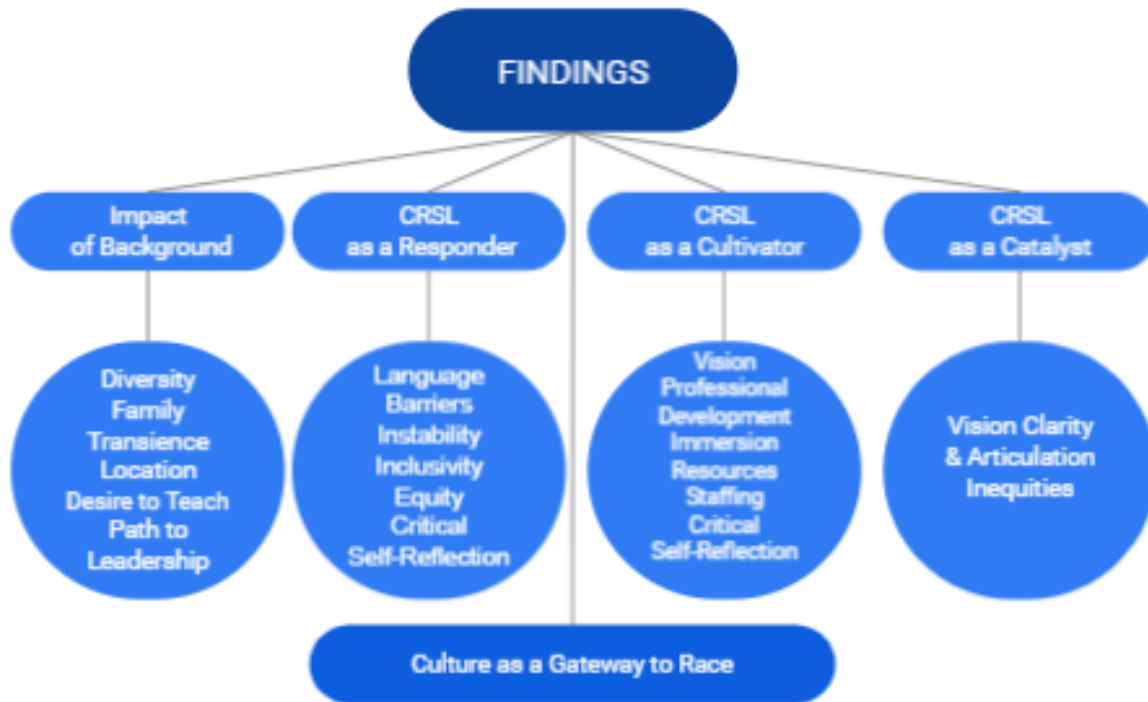 FINDINGS
Impact
of Background
CRSL
as a Responder
CRSL
as a Cultivator
CRSL
as a Catalyst
Diversity
Family
Transience
Location
Desire to Teach
Path to
Leadership
Language
Barriers
Instability
Inclusivity
Equity
Critical
Self-Reflection
Vision
Professional
Development
Immersion
Resources
Staffing
Critical
Self-Reflection
Vision Clarity
& Articulation
Inequities
Culture as a Gateway to Race